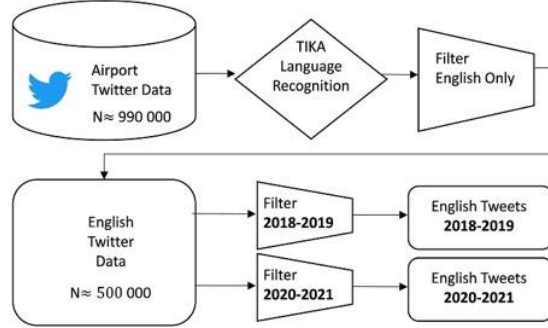 Airport
Twitter Data
N≈ 990 000
TIKA
Language
Recognition
Filter
English Only
English
Twitter
Data
N≈ 500 000
Filter
2018-2019
English Tweets
2018-2019
Filter
2020-2021
English Tweets
2020-2021